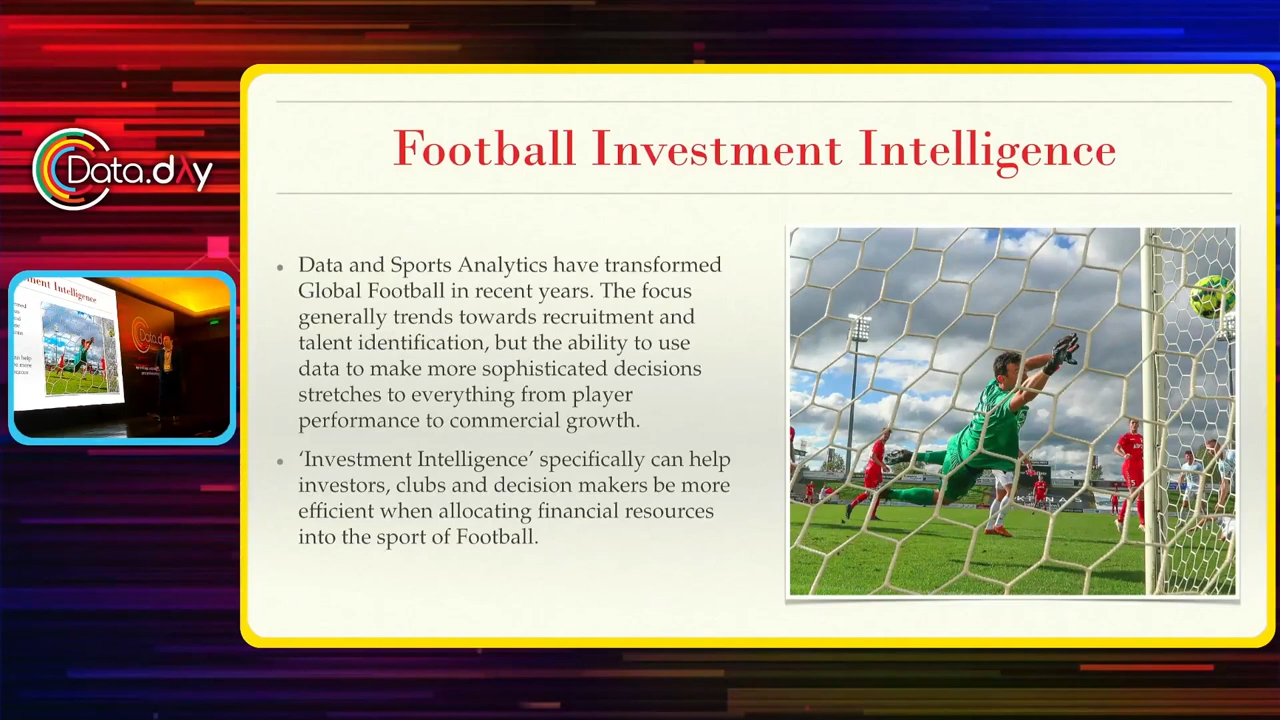 Football Investment Intelligence
Data.dAy
• Data and Sports Analytics have transformed
Global Football in recent years. The focus
generally trends towards recruitment and
talent identification, but the ability to use
data to make more sophisticated decisions
stretches to everything from player
performance to commercial growth.
• ‘Investment Intelligence’ specifically can help
investors, clubs and decision makers be more
efficient when allocating financial resources
into the sport of Football.
ment Intelligence
Data.d